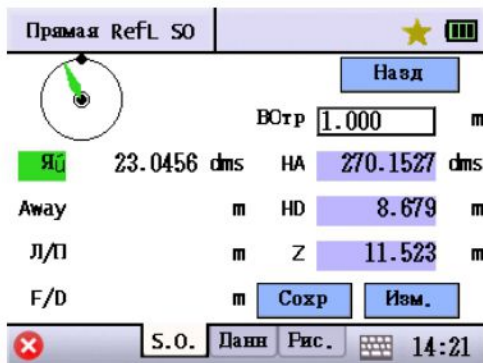 Прямая RefL SO
Назд
ВОтр 1.000 m
Яú 23.0456 dms HA 270.1527 dms
Away m HD 8.679 m
Л/П m Z 11.523 m
F/D m Сохр Изм.
S.O. Данн Рис. 14:21